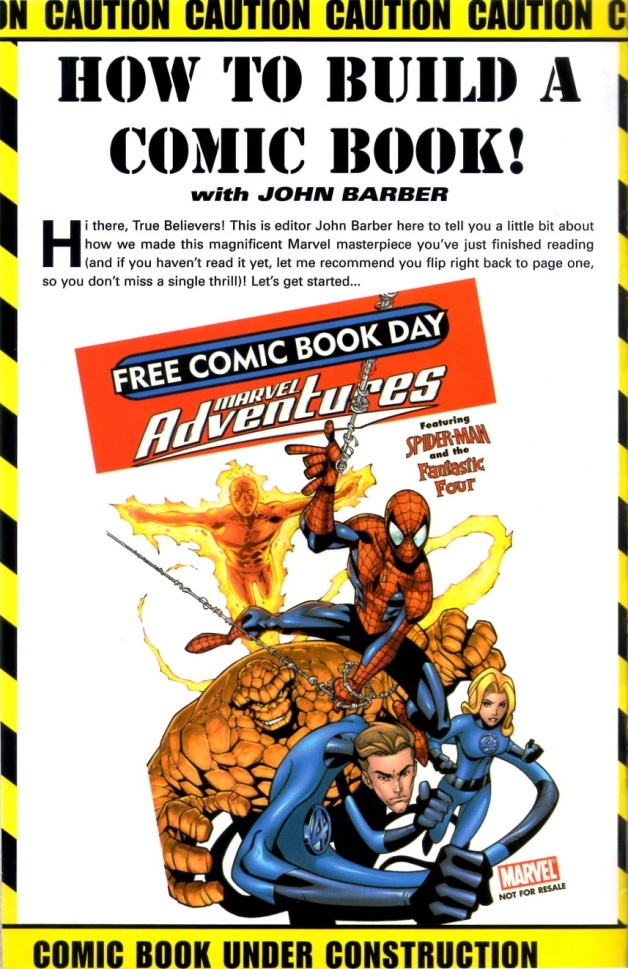 ON CAUTION CAUTION CAUTION CAUTION C
HOW TO BUILD A
COMIC BOOK!
with JOHN BARBER
Hi there, True Believers! This is editor John Barber here to tell you a little bit about
how we made this magnificent Marvel masterpiece you've just finished reading
(and if you haven't read it yet, let me recommend you flip right back to page one,
so you don't miss a single thrill)! Let's get started...
FREE COMIC BOOK DAY
MARVEL
Adventures
Featuring
SPIDER-MAN
and the
FANTASTIC
FOUR
4
4
MARVEL
NOT FOR RESALE
COMIC BOOK UNDER CONSTRUCTION